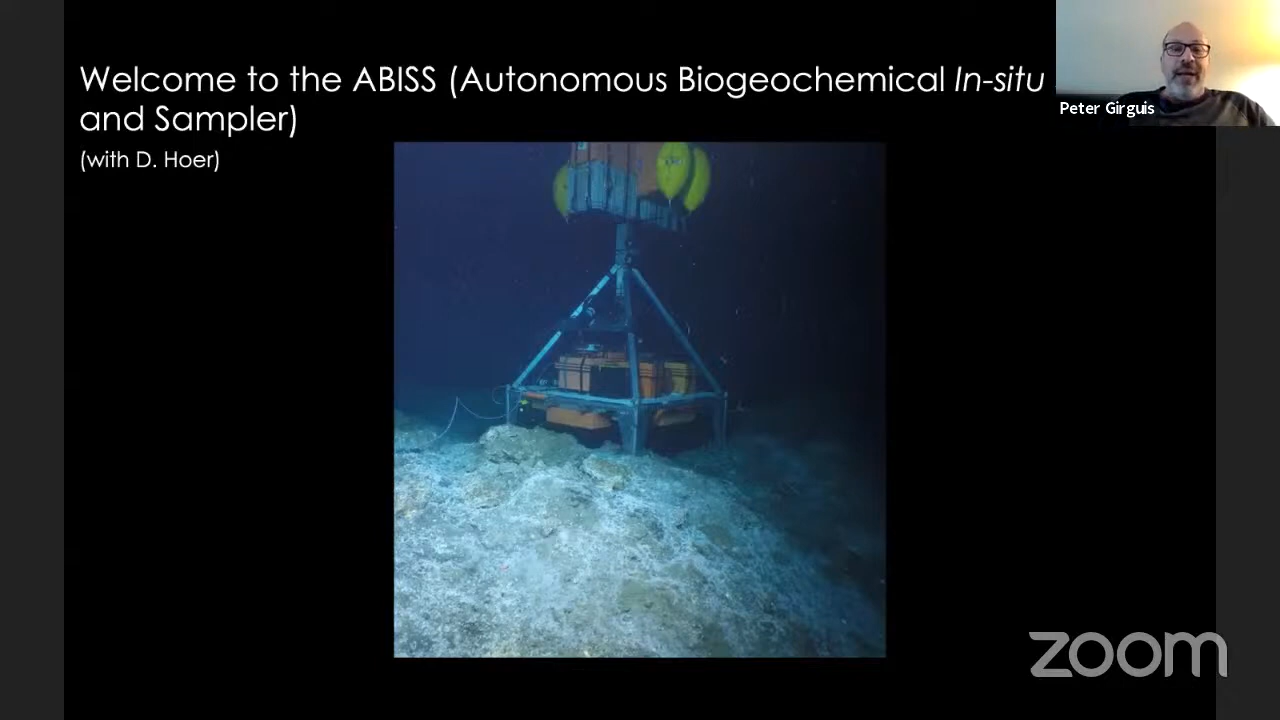 Welcome to the ABISS (Autonomous Biogeochemical In-situ
and Sampler)
(with D. Hoer)
Peter Girguis
zoom